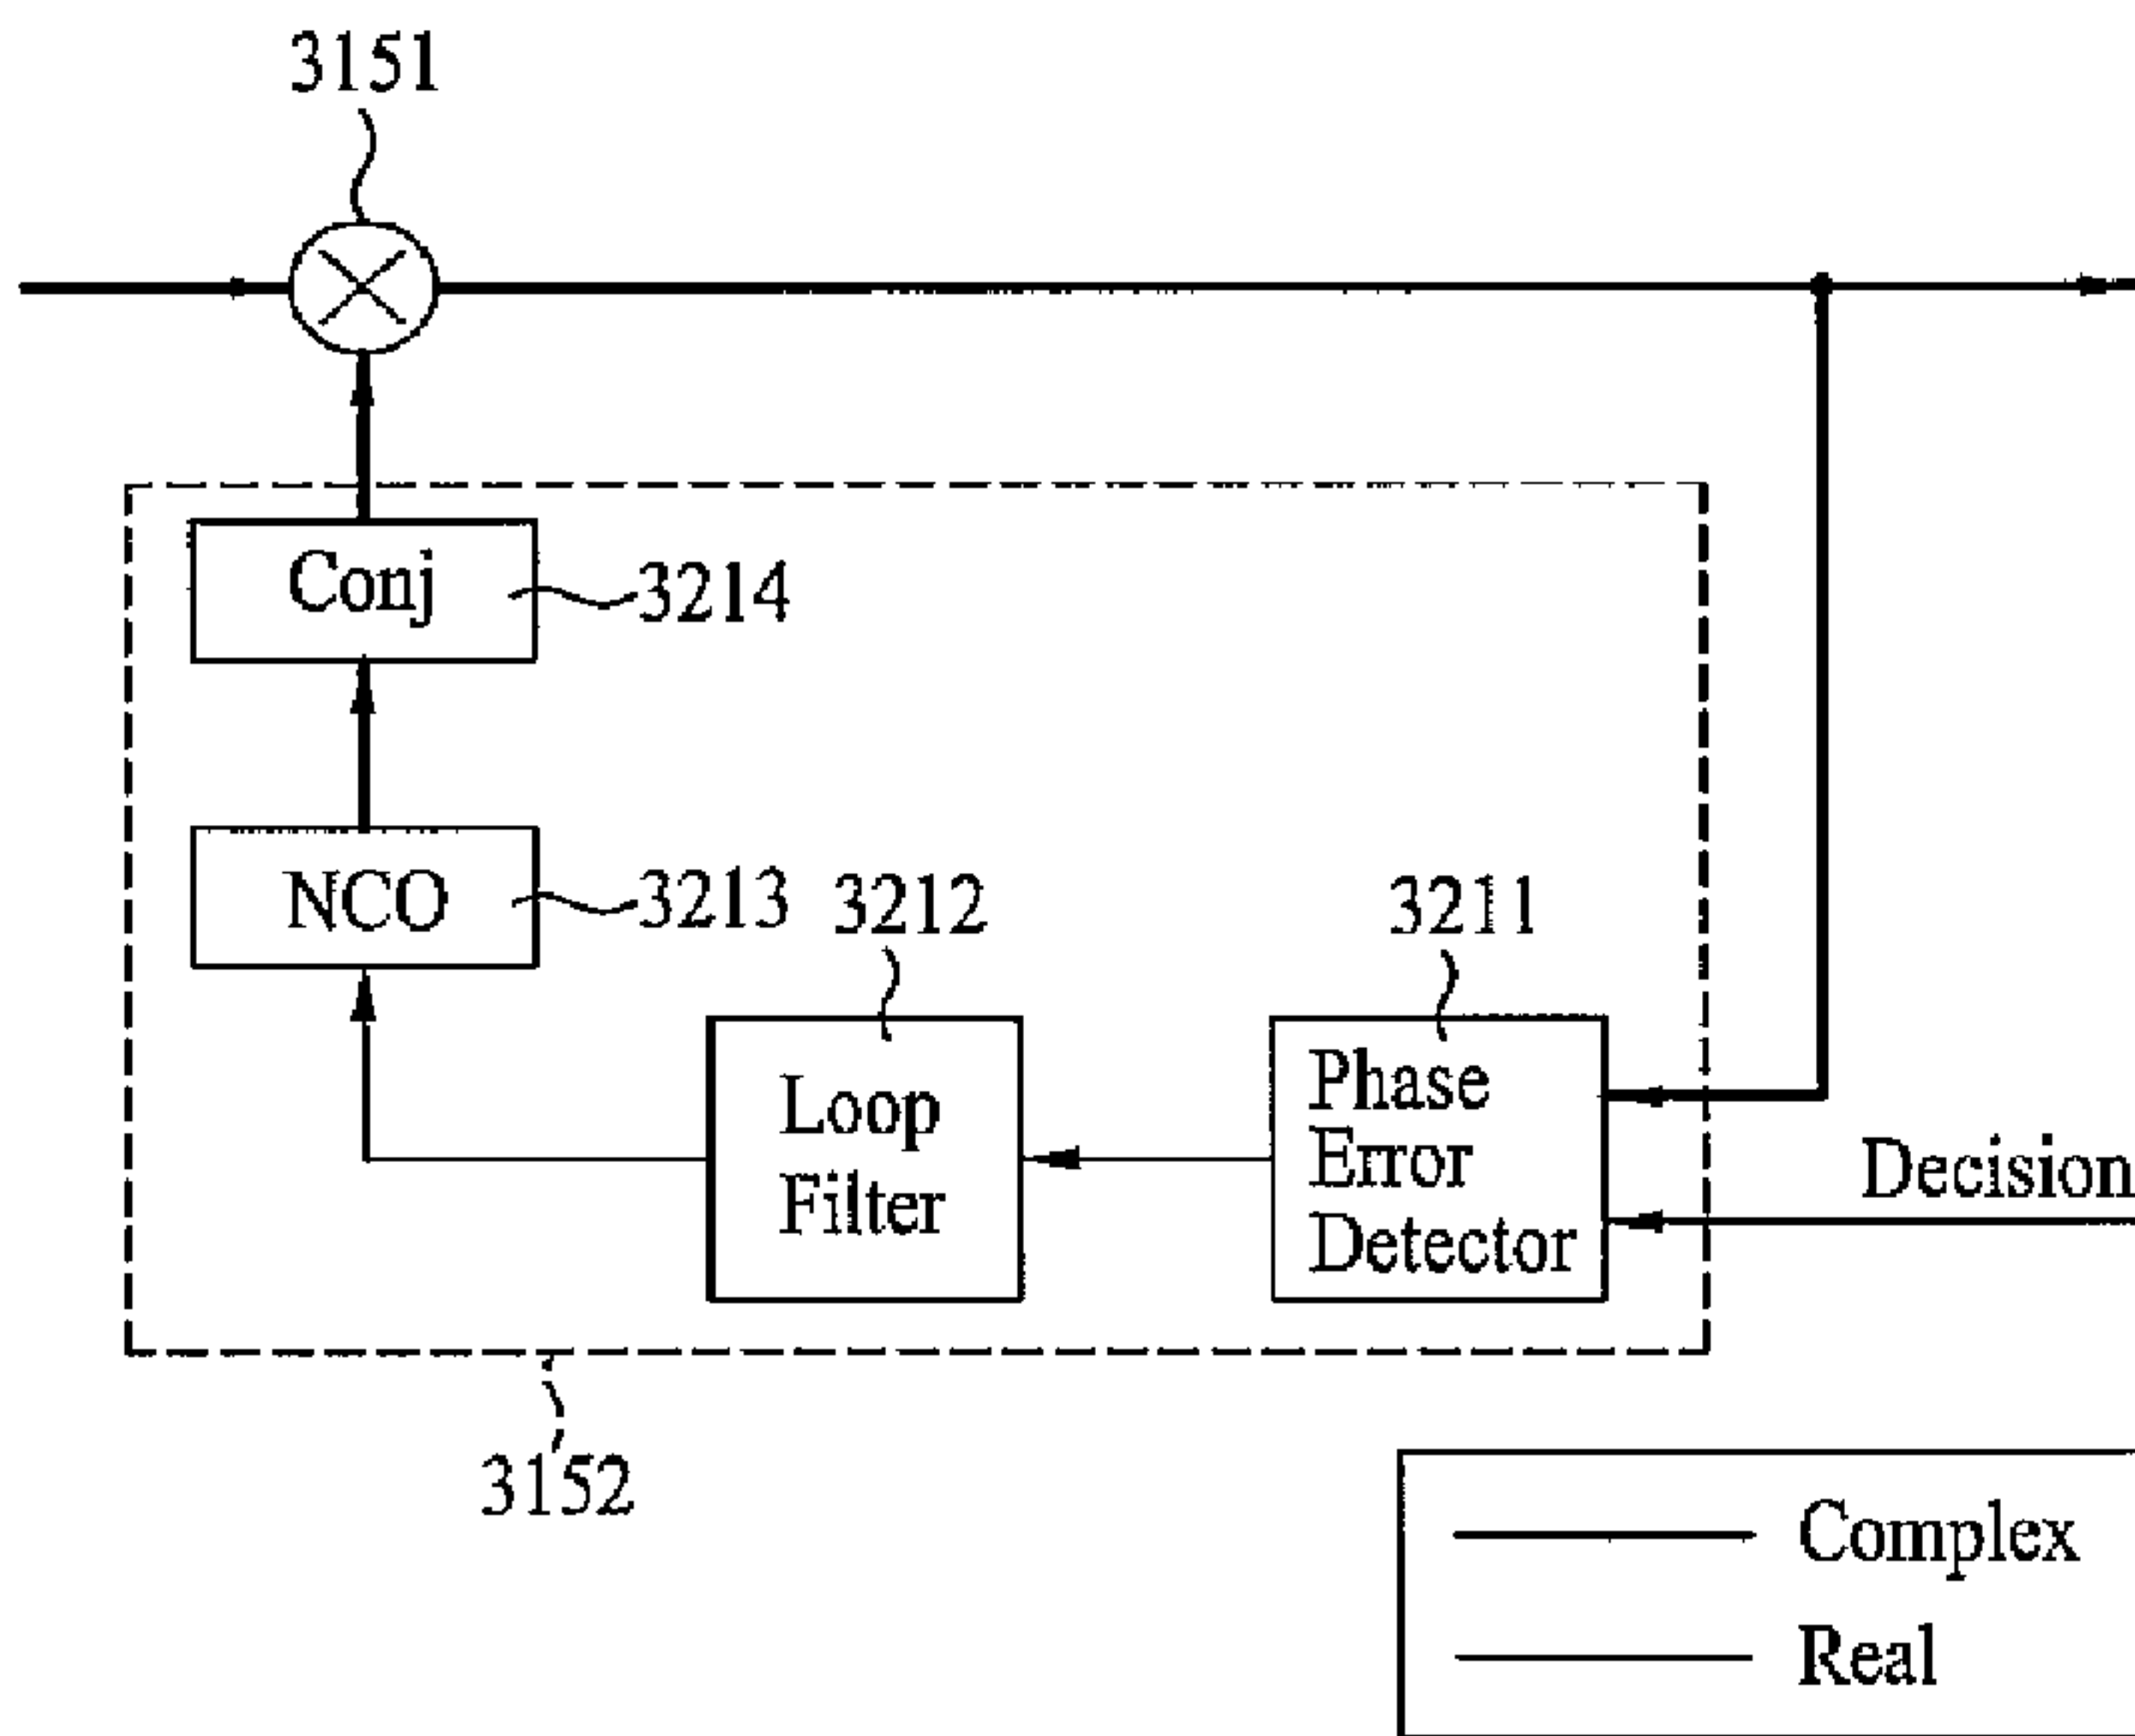 3151
Conj
3214
NCO
3213
3212
3211
Loop
Filter
Phase
Error
Detector
Decision
3152
Complex
Real